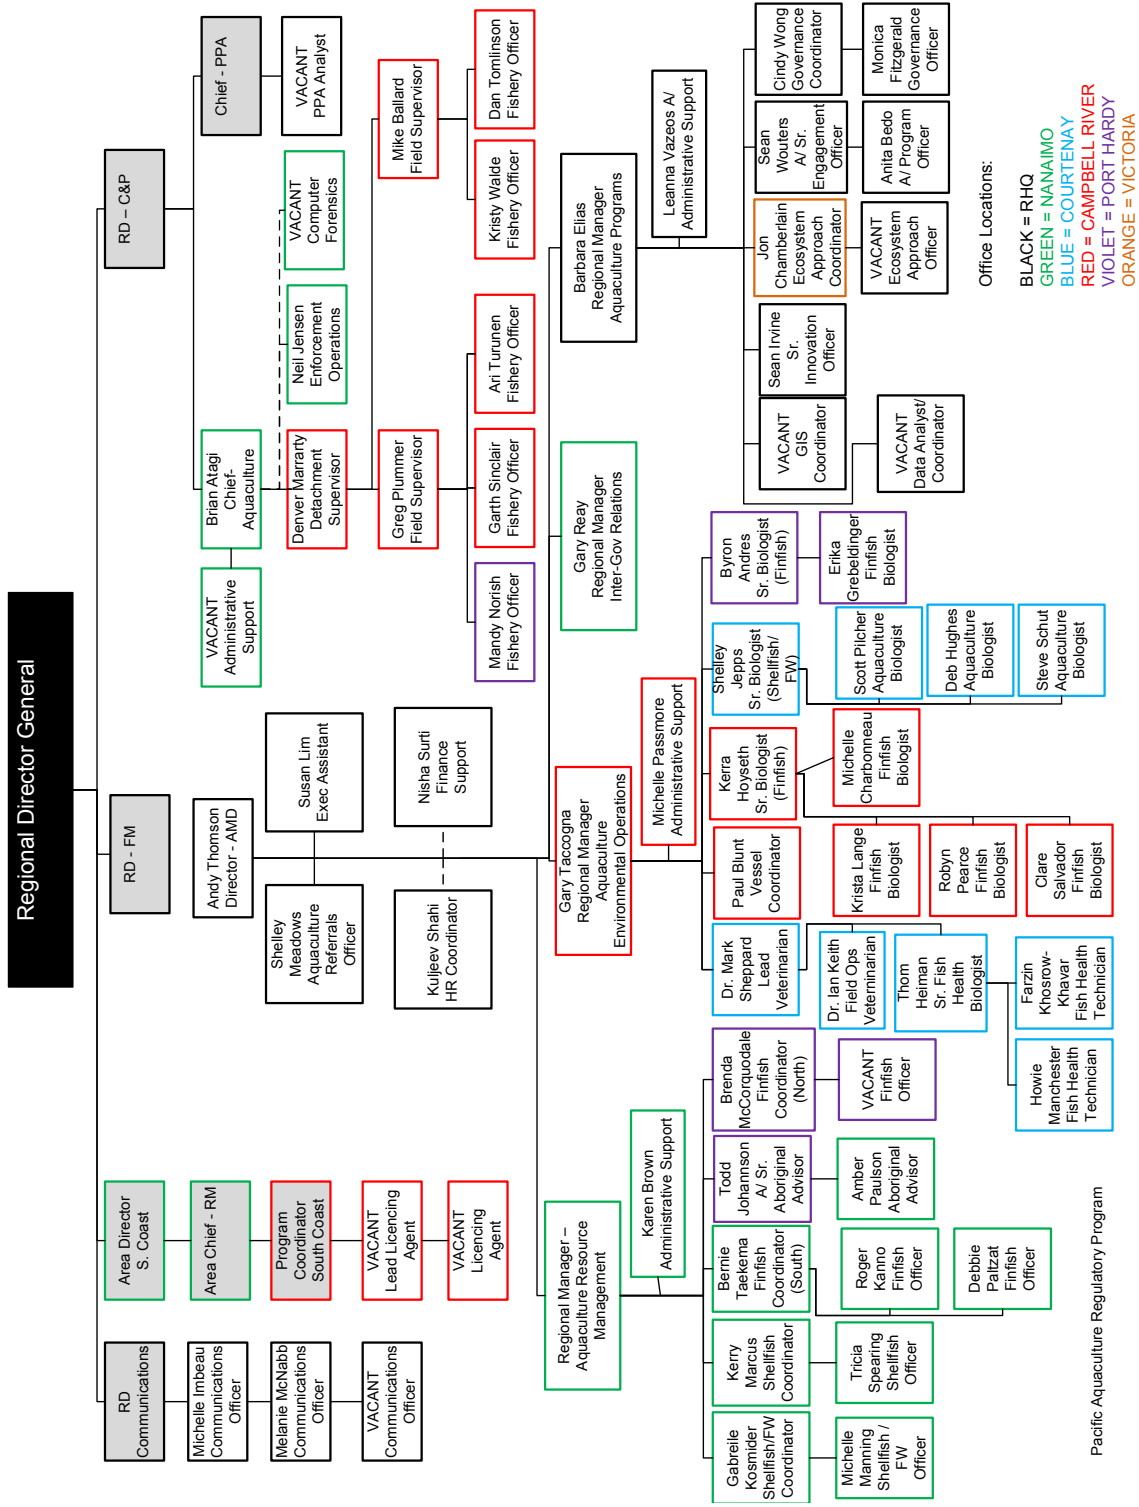 Regional Director General
RD
Communications
Michelle Imbeau
Communications
Officer
Melanie McNabb
Communications
Officer
VACANT
Communications
Officer
Area Director
S. Coast
Area Chief - RM
Program
Coordinator
South Coast
VACANT
Lead Licencing
Agent
VACANT
Licencing
Agent
RD - FM
Andy Thomson
Director - AMD
Shelley
Meadows
Aquaculture
Referrals
Officer
Susan Lim
Exec Assistant
Kuljeev Shahi
HR Coordinator
Nisha Surti
Finance
Support
RD – C&P
Brian Atagi
Chief-
Aquaculture
VACANT
Administrative
Support
Neil Jensen
Enforcement
Operations
VACANT
Computer
Forensics
Denver Marrarty
Detachment
Supervisor
Greg Plummer
Field Supervisor
Mandy Norish
Fishery Officer
Garth Sinclair
Fishery Officer
Ari Turunen
Fishery Officer
Mike Ballard
Field Supervisor
Kristy Walde
Fishery Officer
Dan Tomlinson
Fishery Officer
Chief - PPA
VACANT
PPA Analyst
Regional Manager –
Aquaculture Resource
Management
Karen Brown
Administrative Support
Gabreile
Kosmider
Shellfish/FW
Coordinator
Michelle
Manning
Shellfish /
FW
Officer
Kerry
Marcus
Shellfish
Coordinator
Tricia
Spearing
Shellfish
Officer
Bernie
Taekema
Finfish
Coordinator
(South)
Roger
Kanno
Finfish
Officer
Debbie
Paltzat
Finfish
Officer
Todd
Johannson
A/ Sr.
Aboriginal
Advisor
Amber
Paulson
Aboriginal
Advisor
Brenda
McCorquodale
Finfish
Coordinator
(North)
VACANT
Finfish
Officer
Gary Taccogna
Regional Manager
Aquaculture
Environmental Operations
Michelle Passmore
Administrative Support
Dr. Mark
Sheppard
Lead
Veterinarian
Dr. Ian Keith
Field Ops
Veterninarian
Thom
Heiman
Sr. Fish
Health
Biologist
Howie
Manchester
Fish Health
Technician
Farzin
Khosrow-
Khavar
Fish Health
Technician
Paul Blunt
Vessel
Coordinator
Kerra
Hoyseth
Sr. Biologist
(Finfish)
Krista Lange
Finfish
Biologist
Robyn
Pearce
Finfish
Biologist
Clare
Salvador
Finfish
Biologist
Michelle
Charbonneau
Finfish
Biologist
Shelley
Jepps
Sr. Biologist
(Shellfish/
FW)
Scott Pilcher
Aquaculture
Biologist
Deb Hughes
Aquaculture
Biologist
Steve Schut
Aquaculture
Biologist
Byron
Andres
Sr. Biologist
(Finfish)
Erika
Grebeldinger
Finfish
Biologist
Gary Reay
Regional Manager
Inter-Gov Relations
Barbara Elias
Regional Manager
Aquaculture Programs
Leanna Vazeos A/
Administrative Support
VACANT
GIS
Coordinator
VACANT
Data Analyst/
Coordinator
Sean Irvine
Sr.
Innovation
Officer
Jon
Chamberlain
Ecosystem
Approach
Coordinator
VACANT
Ecosystem
Approach
Officer
Sean
Wouters
A/ Sr.
Engagement
Officer
Anita Bedo
A/ Program
Officer
Cindy Wong
Governance
Coordinator
Monica
Fitzgerald
Governance
Officer
Office Locations:
BLACK = RHQ
GREEN = NANAIMO
BLUE = COURTENAY
RED = CAMPBELL RIVER
VIOLET = PORT HARDY
ORANGE = VICTORIA
Pacific Aquaculture Regulatory Program